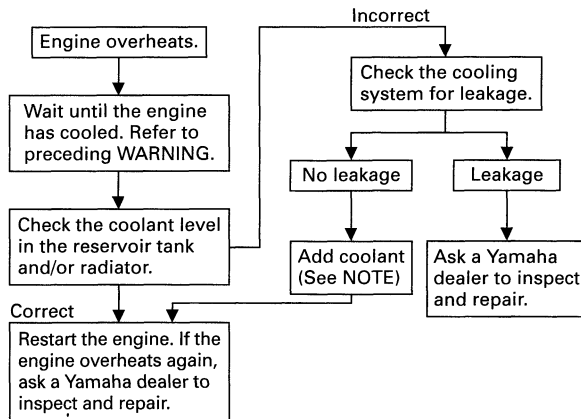 Engine overheats.
Wait until the engine
has cooled. Refer to
preceding WARNING.
Check the coolant level
in the reservoir tank
and/or radiator.
Incorrect
Check the cooling
system for leakage.
No leakage
Leakage
Add coolant
(See NOTE)
Ask a Yamaha
dealer to inspect
and repair.
Correct
Restart the engine. If the
engine overheats again,
ask a Yamaha dealer to
inspect and repair.